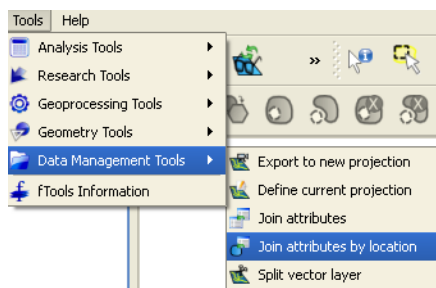 Tools Help
Analysis Tools
Research Tools
Geoprocessing Tools
Geometry Tools
Data Management Tools
fTools Information
»
Export to new projection
Define current projection
Join attributes
Join attributes by location
Split vector layer